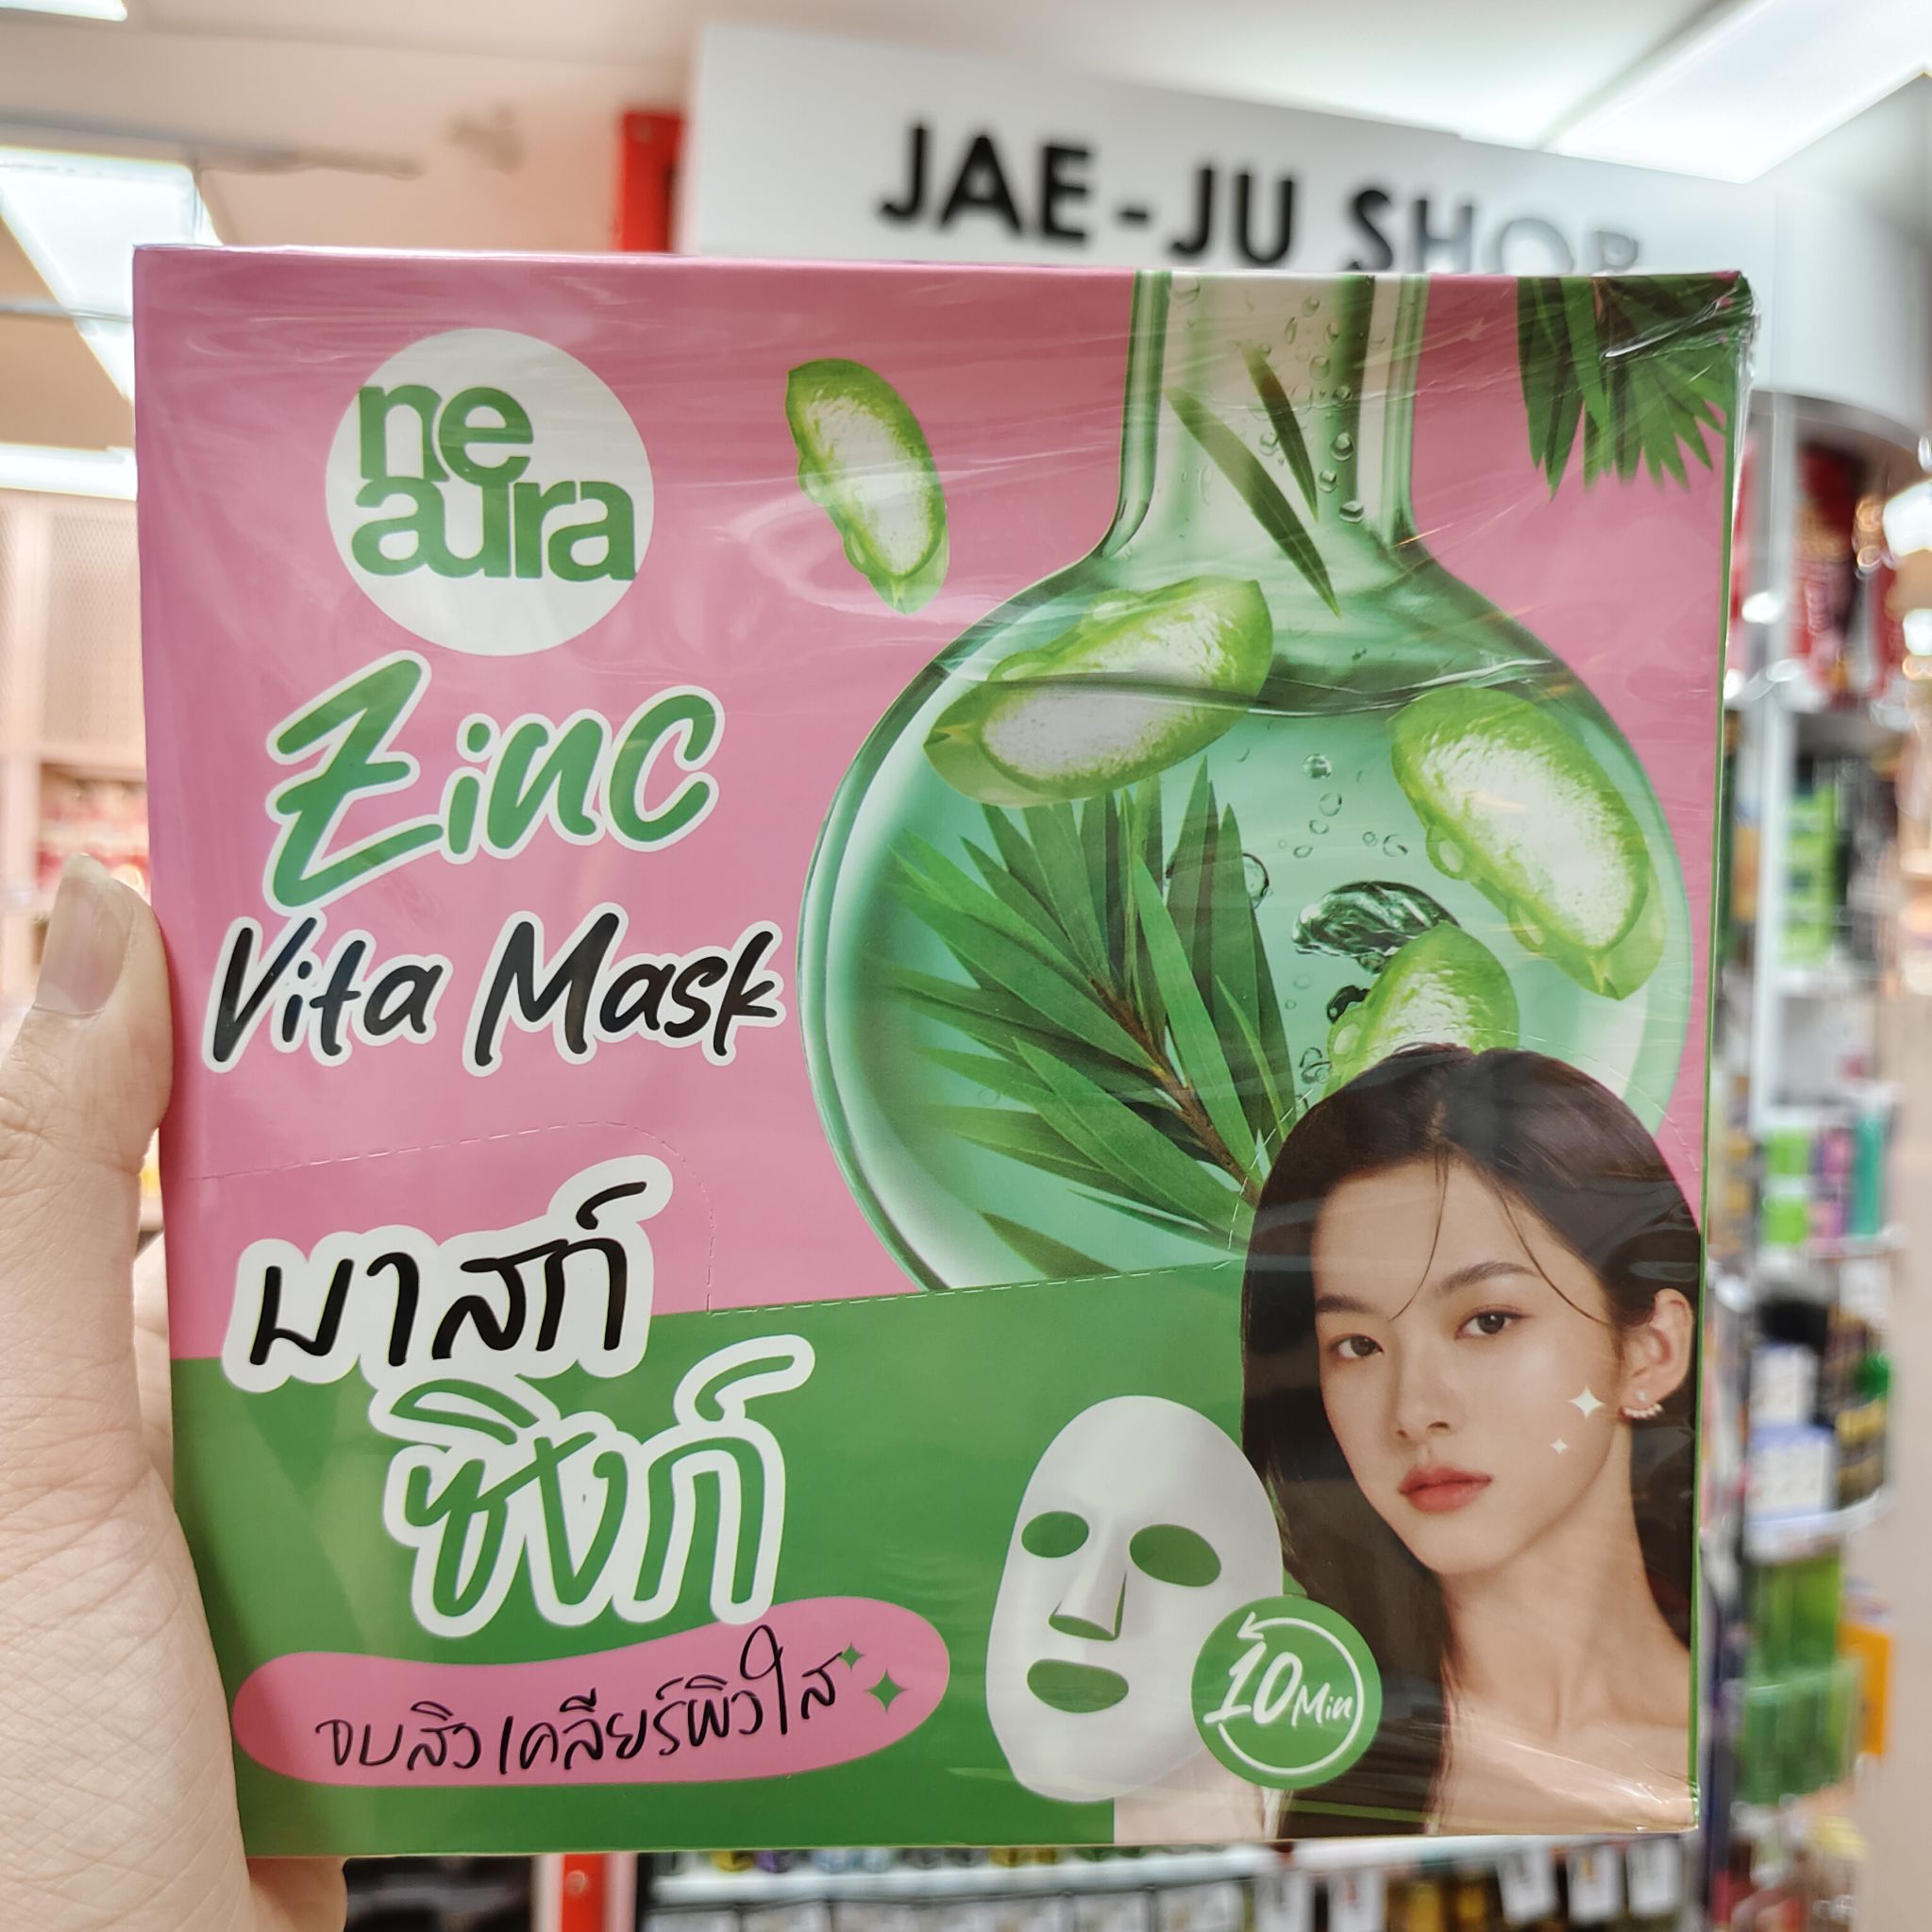 JAE-JU SHOP
ne
aura
Zinc
Vita Mask
มาสก์
ซิงก์
จบสิว เคลียร์ผิวใส
10 Min